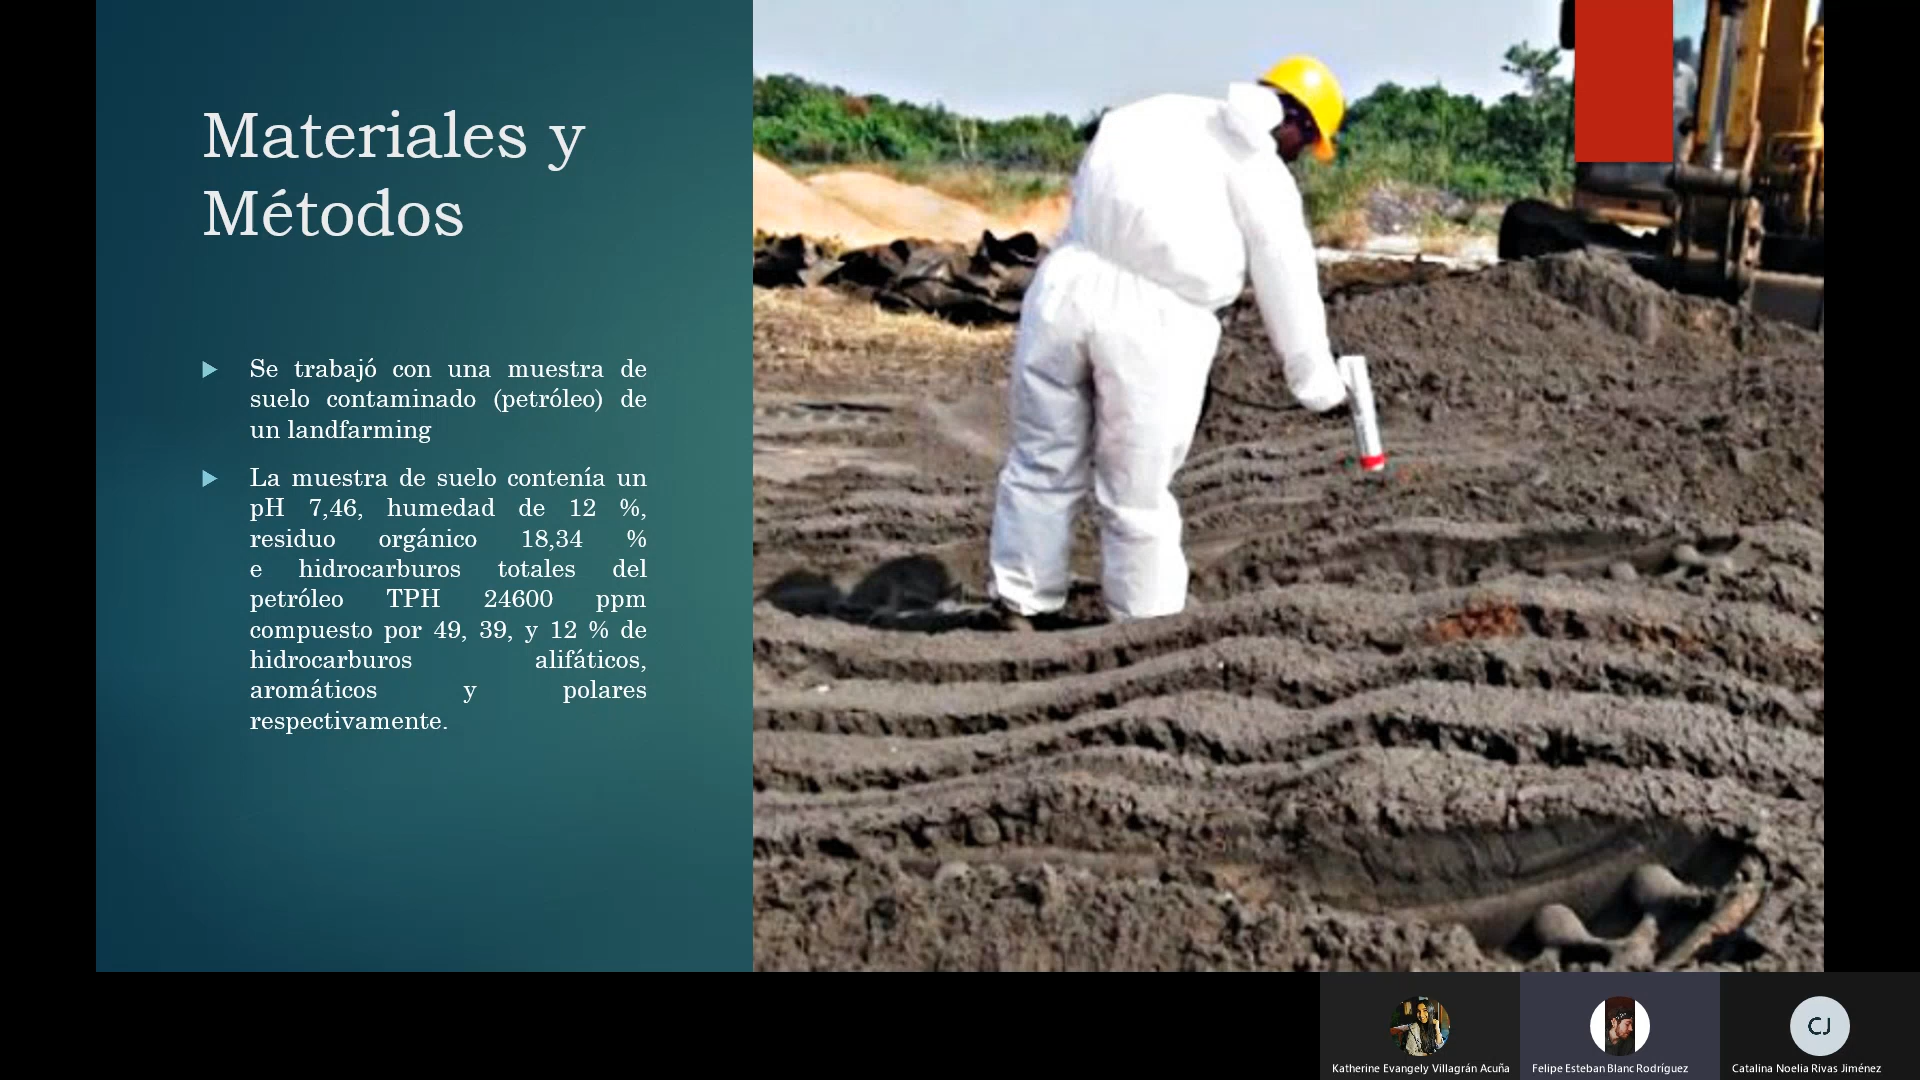 Materiales y
Métodos
Se trabajó con una muestra de
suelo contaminado (petróleo) de
un landfarming
La muestra de suelo contenía un
pH 7,46, humedad de 12 %,
residuo orgánico 18,34 %
e hidrocarburos totales del
petróleo TPH 24600 ppm
compuesto por 49, 39, y 12 % de
hidrocarburos alifáticos,
aromáticos y polares
respectivamente.
CJ
Katherine Evangely Villagrán Acuña
Felipe Esteban Blanc Rodríguez
Catalina Noelia Rivas Jiménez